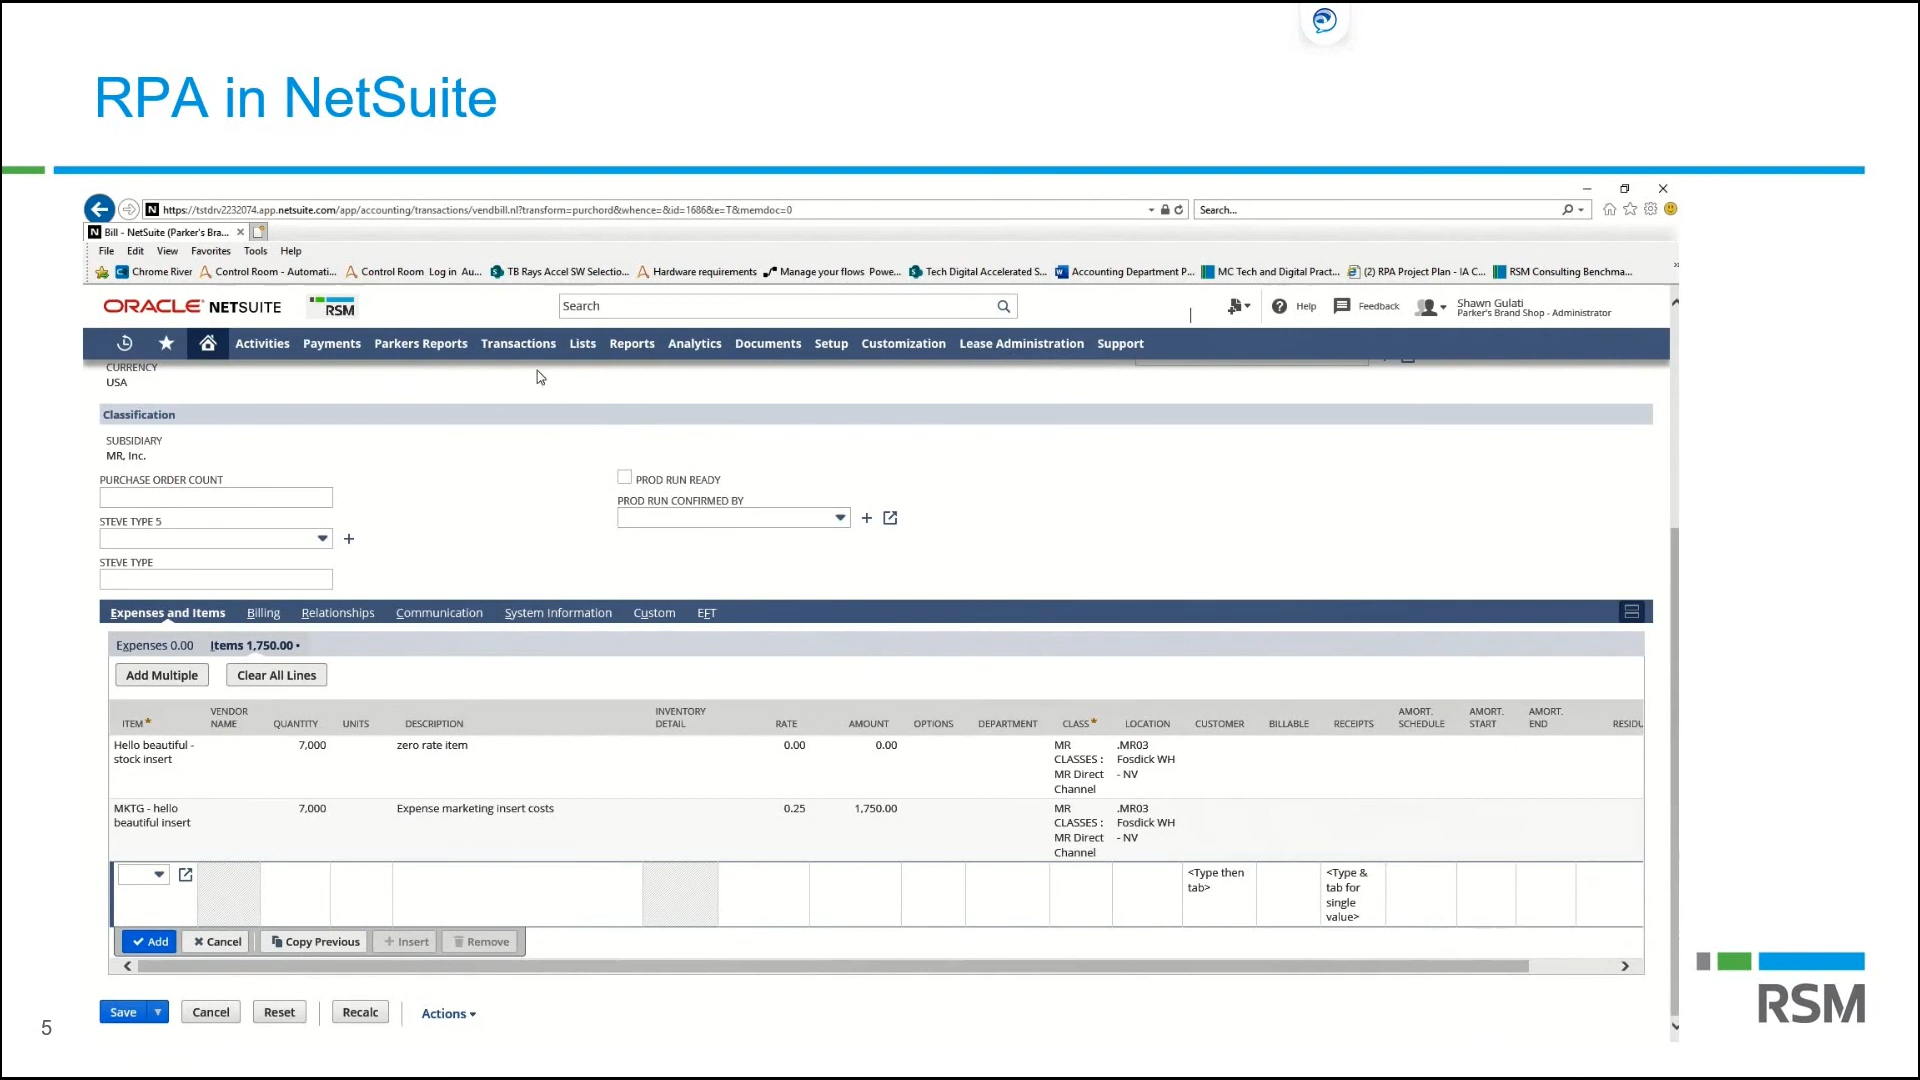 RPA in NetSuite
https://tstdrv2232074.app.netsuite.com/app/accounting/transactions/vendbill.nl?transform=purchord&whence=&id=1686&e=T&memdoc=0
Search...
Bill - NetSuite (Parker's Bra...
File Edit View Favorites Tools Help
Chrome River Control Room - Automati... Control Room Log in Au... TB Rays Accel SW Selectio... Hardware requirements Manage your flows Powe... Tech Digital Accelerated S... Accounting Department P... MC Tech and Digital Pract... (2) RPA Project Plan - IA C... RSM Consulting Benchma...
ORACLE NETSUITE RSM Search Help Feedback Shawn Gulati
Parker's Brand Shop - Administrator
Activities Payments Parkers Reports Transactions Lists Reports Analytics Documents Setup Customization Lease Administration Support
CURRENCY
USA
Classification
SUBSIDIARY
MR, Inc.
PURCHASE ORDER COUNT
STEVE TYPE 5
STEVE TYPE
PROD RUN READY
PROD RUN CONFIRMED BY
Expenses and Items Billing Relationships Communication System Information Custom EFT
Expenses 0.00 Items 1,750.00 •
Add Multiple Clear All Lines
ITEM* VENDOR NAME QUANTITY UNITS DESCRIPTION INVENTORY DETAIL RATE AMOUNT OPTIONS DEPARTMENT CLASS* LOCATION CUSTOMER BILLABLE RECEIPTS AMORT. SCHEDULE AMORT. START AMORT. END RESIDU
Hello beautiful - 7,000 zero rate item 0.00 0.00 MR .MR03
stock insert CLASSES : Fosdick WH
MR Direct - NV
Channel
MKTG - hello 7,000 Expense marketing insert costs 0.25 1,750.00 MR .MR03
beautiful insert CLASSES : Fosdick WH
MR Direct - NV
Channel
<Type then <Type &
tab> tab for
single
value>
Add Cancel Copy Previous Insert Remove
Save Cancel Reset Recalc Actions
5
RSM